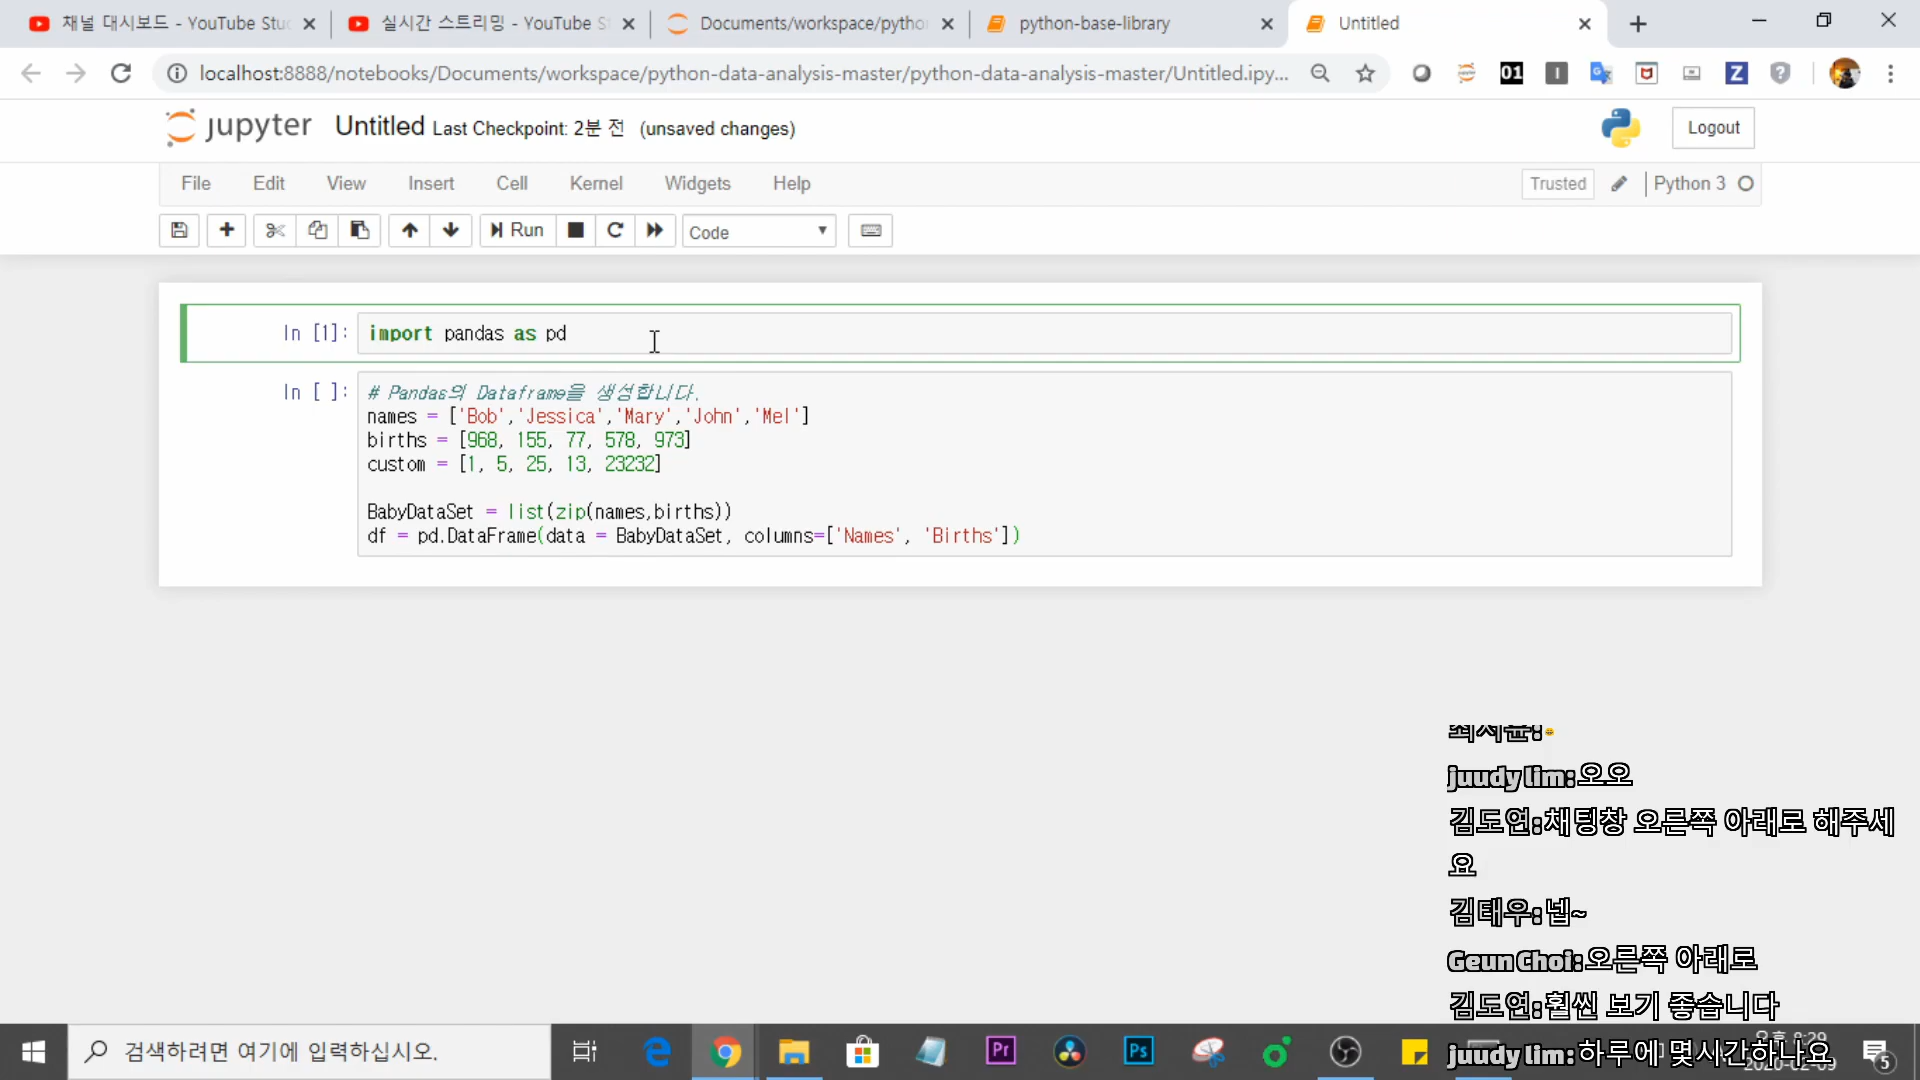 채널 대시보드 - YouTube Stu
실시간 스트리밍 - YouTube S
Documents/workspace/pytho
python-base-library
Untitled
localhost:8888/notebooks/Documents/workspace/python-data-analysis-master/python-data-analysis-master/Untitled.ipy...
jupyter Untitled Last Checkpoint: 2분 전 (unsaved changes)
Logout
File Edit View Insert Cell Kernel Widgets Help
Trusted
Python 3
Run
Code
In [1]: import pandas as pd
In [ ]: # Pandas의 Dataframe을 생성합니다.
names = ['Bob','Jessica','Mary','John','Mel']
births = [968, 155, 77, 578, 973]
custom = [1, 5, 25, 13, 23232]
BabyDataSet = list(zip(names,births))
df = pd.DataFrame(data = BabyDataSet, columns=['Names', 'Births'])
juudy lim:오오
김도연:채팅창 오른쪽 아래로 해주세
요
김태우:넵~
Geun Choi:오른쪽 아래로
김도연:훨씬 보기 좋습니다
juudy lim:하루에 몇시간하나요
검색하려면 여기에 입력하십시오.
오후 8:29
2020-02-09
5